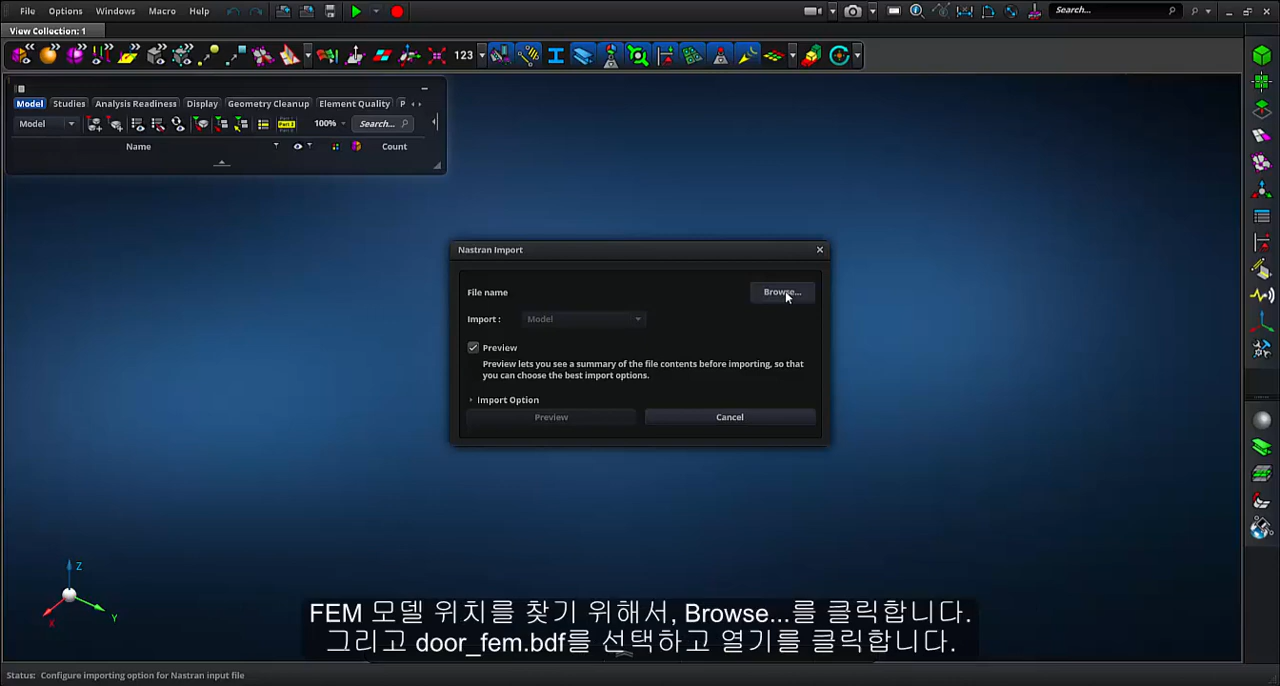 File Options Windows Macro Help Search...
View Collection: 1
123
Model Studies Analysis Readiness Display Geometry Cleanup Element Quality P
Model 100% Search...
Name Count
Nastran Import
File name Browse...
Import : Model
Preview
Preview lets you see a summary of the file contents before importing, so that
you can choose the best import options.
Import Option
Preview Cancel
Z
X
Y
FEM 모델 위치를 찾기 위해서, Browse...를 클릭합니다.
그리고 door_fem.bdf를 선택하고 열기를 클릭합니다.
Status: Configure importing option for Nastran input file